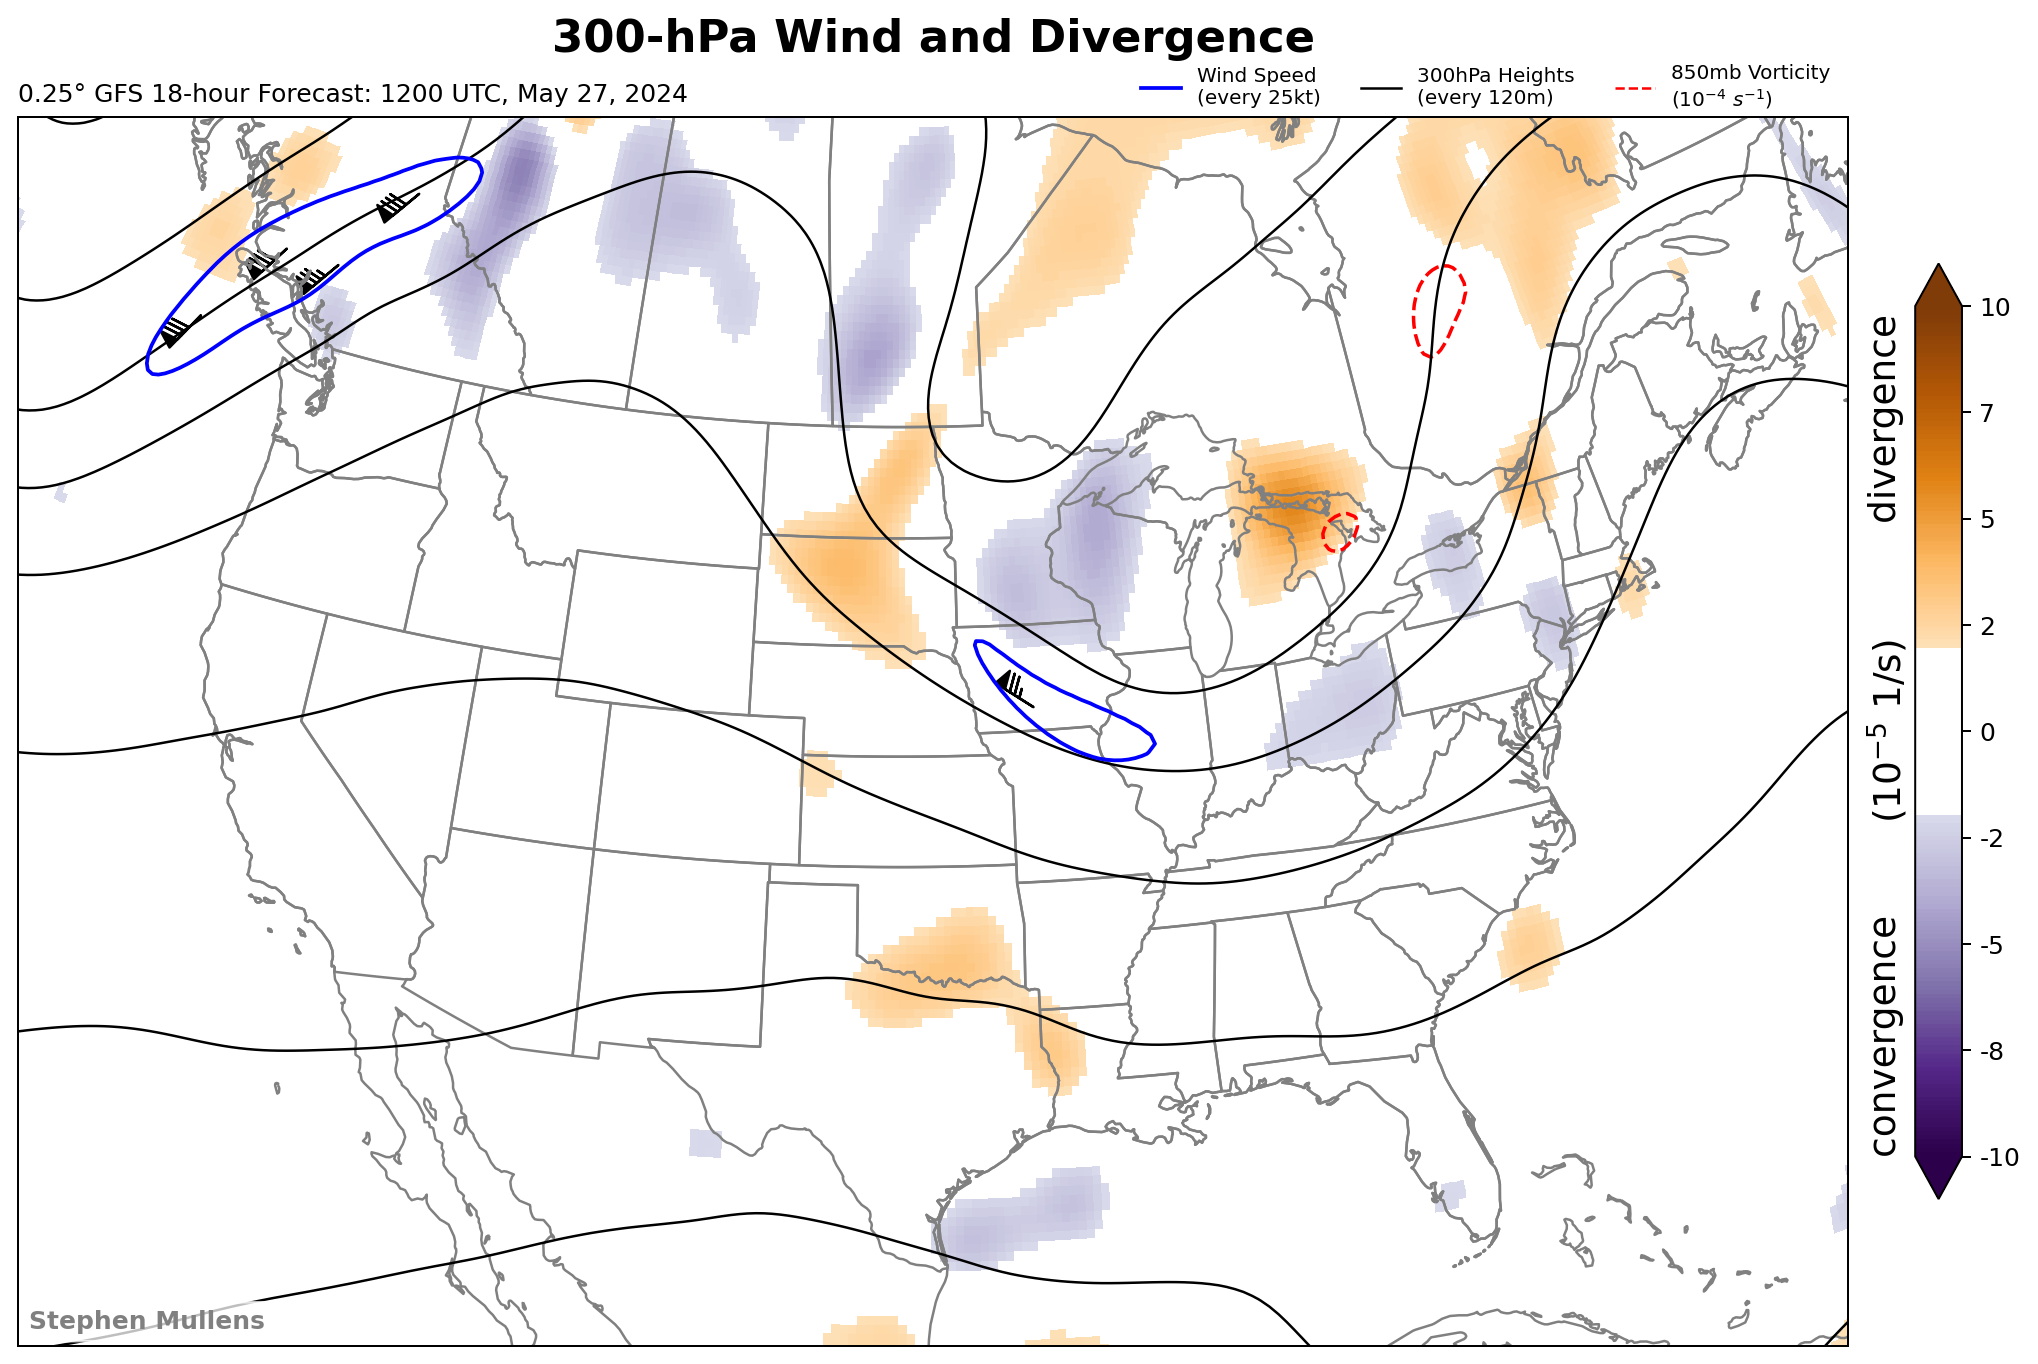 300-hPa Wind and Divergence
0.25° GFS 18-hour Forecast: 1200 UTC, May 27, 2024
Wind Speed
(every 25kt)
300hPa Heights
(every 120m)
850mb Vorticity
(10⁻⁴ s⁻¹)
10
7
5
2
0
-2
-5
-8
-10
convergence (10⁻⁵ 1/s) divergence
Stephen Mullens